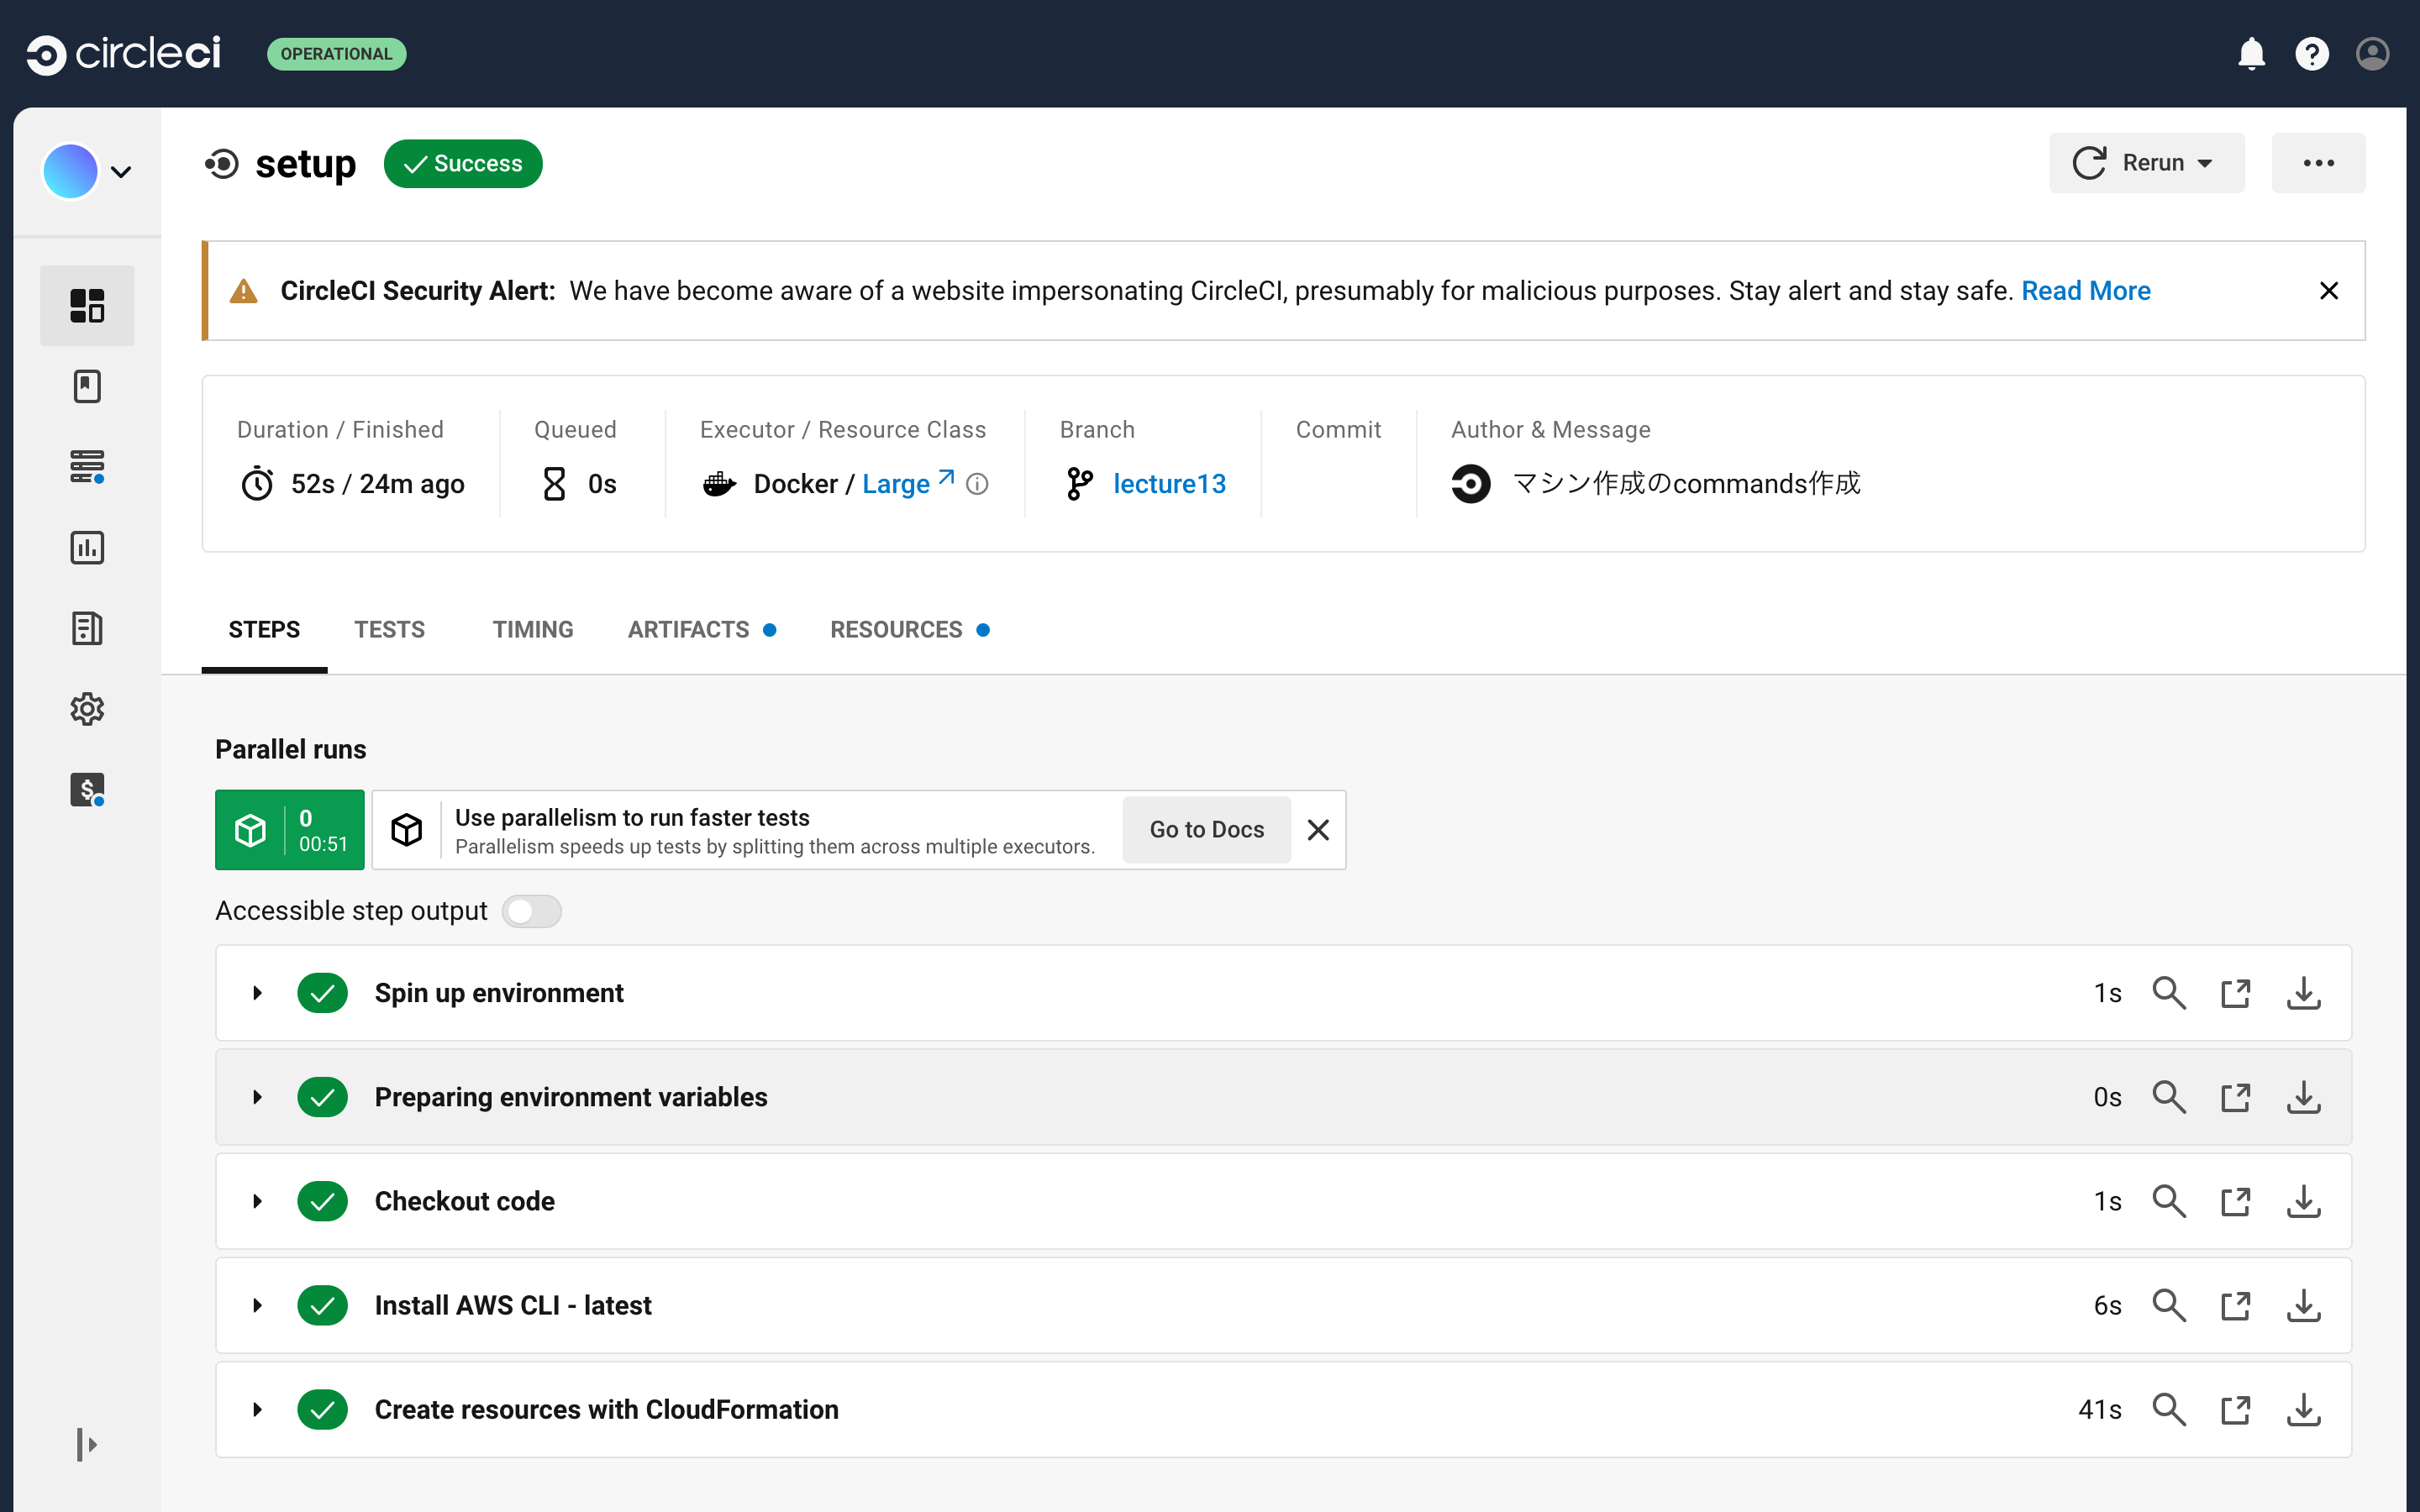 circleci OPERATIONAL
setup Success Rerun
CircleCI Security Alert: We have become aware of a website impersonating CircleCI, presumably for malicious purposes. Stay alert and stay safe. Read More
Duration / Finished Queued Executor / Resource Class Branch Commit Author & Message
52s / 24m ago 0s Docker / Large lecture13 マシン作成のcommands作成
STEPS TESTS TIMING ARTIFACTS RESOURCES
Parallel runs
0
00:51
Use parallelism to run faster tests
Parallelism speeds up tests by splitting them across multiple executors.
Go to Docs
Accessible step output
Spin up environment 1s
Preparing environment variables 0s
Checkout code 1s
Install AWS CLI - latest 6s
Create resources with CloudFormation 41s